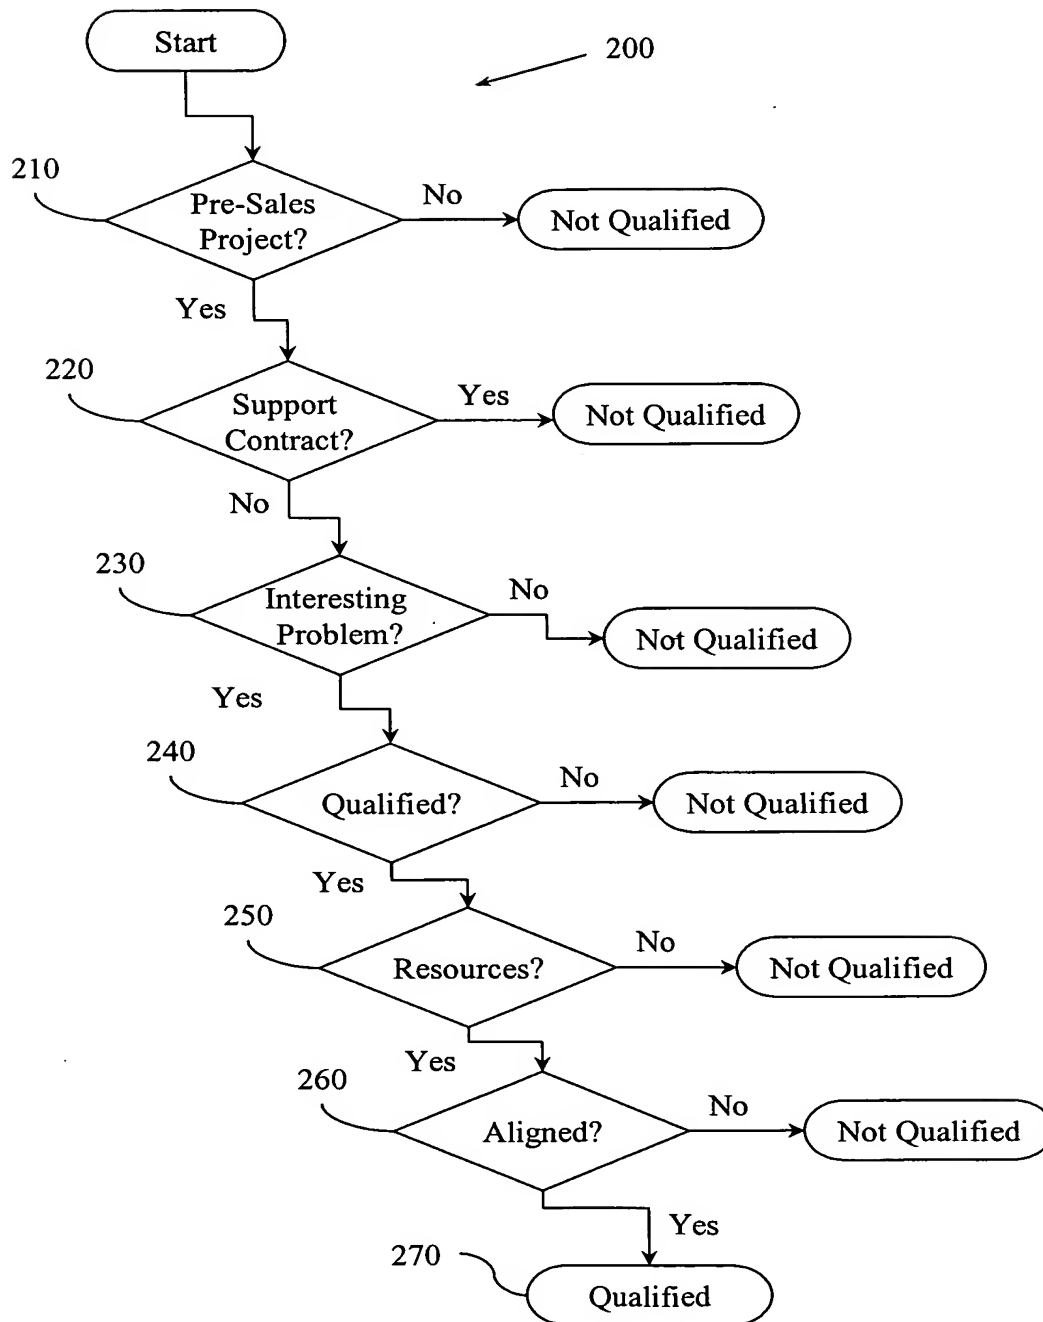 Start
200
210
Pre-Sales
Project?
No
Not Qualified
Yes
220
Support
Contract?
Yes
Not Qualified
No
230
Interesting
Problem?
No
Not Qualified
Yes
240
Qualified?
No
Not Qualified
Yes
250
Resources?
No
Not Qualified
Yes
260
Aligned?
No
Not Qualified
Yes
270
Qualified